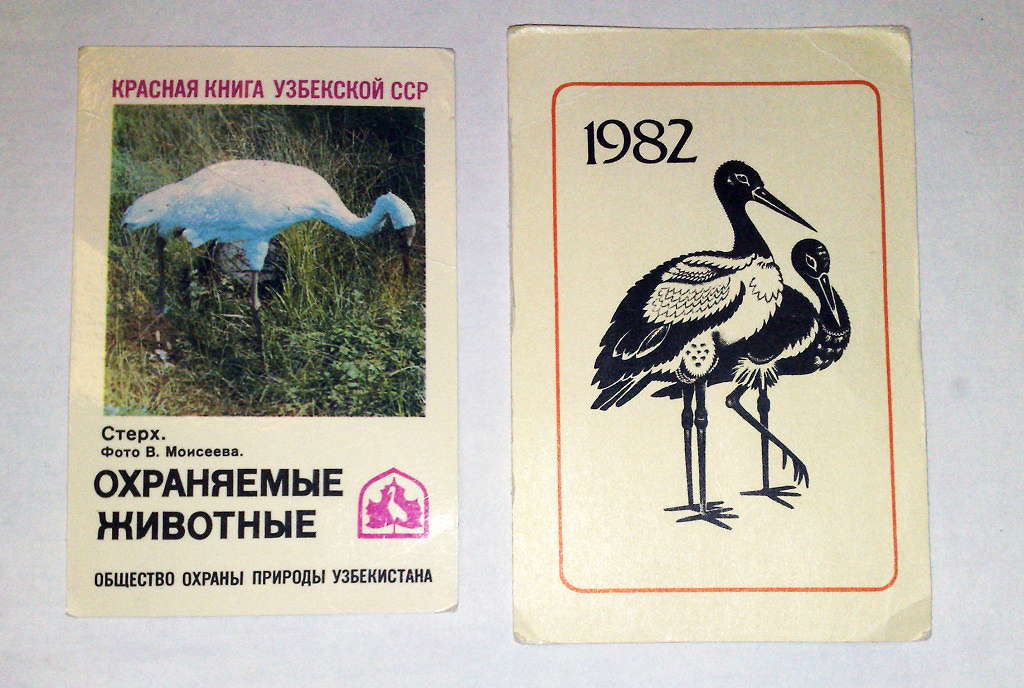 КРАСНАЯ КНИГА УЗБЕКСКОЙ ССР
Стерх.
Фото В. Моисеева.
ОХРАНЯЕМЫЕ
ЖИВОТНЫЕ
ОБЩЕСТВО ОХРАНЫ ПРИРОДЫ УЗБЕКИСТАНА
1982